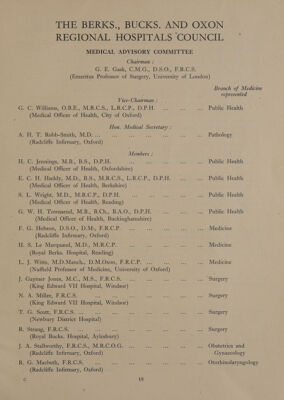 THE BERKS., BUCKS. AND OXON
REGIONAL HOSPITALS COUNCIL
MEDICAL ADVISORY COMMITTEE
Chairman :
G. E. Gask, C.M.G., D.S.O., F.R.C.S.
(Emeritus Professor of Surgery, University of London)
Branch of Medicine
represented
Vice-Chairman :
G. C. Williams, O.B.E., M.R.C.S., L.R.C.P., D.P.H. ... ... ... Public Health
(Medical Officer of Health, City of Oxford)
Hon. Medical Secretary :
A. H. T. Robb-Smith, M.D. ... ... ... ... ... ... ... Pathology
(Radcliffe Infirmary, Oxford)
Members :
H. C. Jennings, M.B., B.S., D.P.H. ... ... ... ... ... Public Health
(Medical Officer of Health, Oxfordshire)
E. C. H. Huddy, M.D., B.S., M.R.C.S., L.R.C.P., D.P.H. ... ... Public Health
(Medical Officer of Health, Berkshire)
S. L. Wright, M.D., M.R.C.P., D.P.H. ... ... ... ... Public Health
(Medical Officer of Health, Reading)
G. W. H. Townsend, M.B., B.Ch., B.A.O., D.P.H. ... ... ... Public Health
(Medical Officer of Health, Buckinghamshire)
F. G. Hobson, D.S.O., D.M., F.R.C.P. ... ... ... ... ... Medicine
(Radcliffe Infirmary, Oxford)
H. S. Le Marquand, M.D., M.R.C.P. ... ... ... ... ... Medicine
(Royal Berks. Hospital, Reading)
L. J. Witts, M.D.Manch., D.M.Oxon, F.R.C.P. ... ... ... ... Medicine
(Nuffield Professor of Medicine, University of Oxford)
J. Gaymer Jones, M.C., M.S., F.R.C.S. ... ... ... ... ... Surgery
(King Edward VII Hospital, Windsor)
N. A. Miller, F.R.C.S. ... ... ... ... ... ... ... Surgery
(King Edward VII Hospital, Windsor)
T. G. Scott, F.R.C.S. ... ... ... ... ... ... ... Surgery
(Newbury District Hospital)
R. Strang, F.R.C.S. ... ... ... ... ... ... ... Surgery
(Royal Bucks. Hospital, Aylesbury)
J. A. Stallworthy, F.R.C.S., M.R.C.O.G. ... ... ... ... ... Obstetrics and
(Radcliffe Infirmary, Oxford) Gynaecology
R. G. Macbeth, F.R.C.S. ... ... ... ... ... ... Otorhinolaryngology
(Radcliffe Infirmary, Oxford)